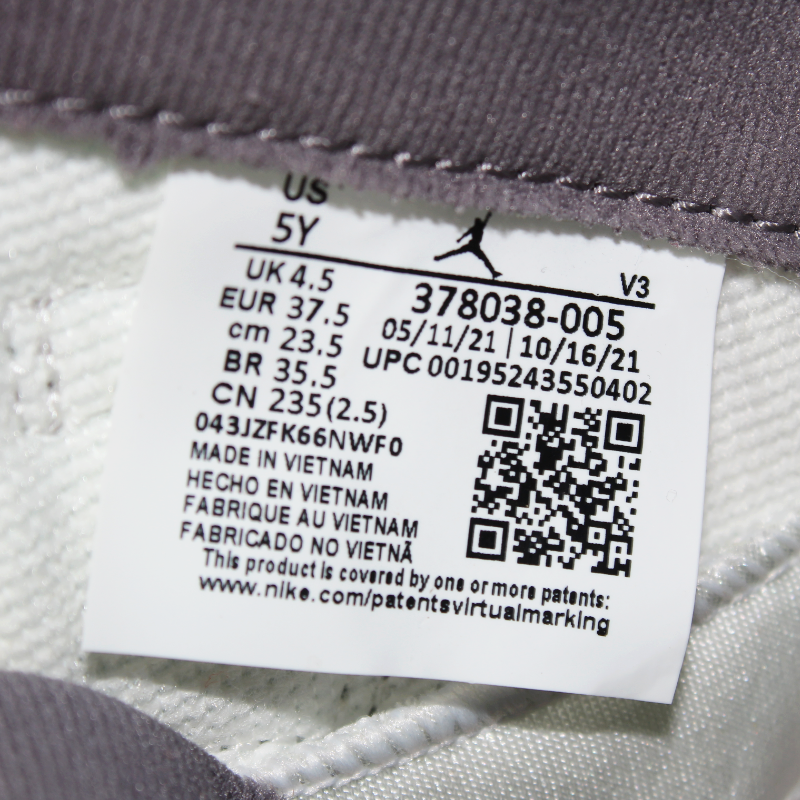 US
5Y
UK 4.5
EUR 37.5
cm 23.5
BR 35.5
CN 235(2.5)
V3
378038-005
05/11/21 | 10/16/21
UPC 00195243550402
043JZFK66NWF0
MADE IN VIETNAM
HECHO EN VIETNAM
FABRIQUE AU VIETNAM
FABRICADO NO VIETNÃ
This product is covered by one or more patents:
www.nike.com/patentsvirtualmarking